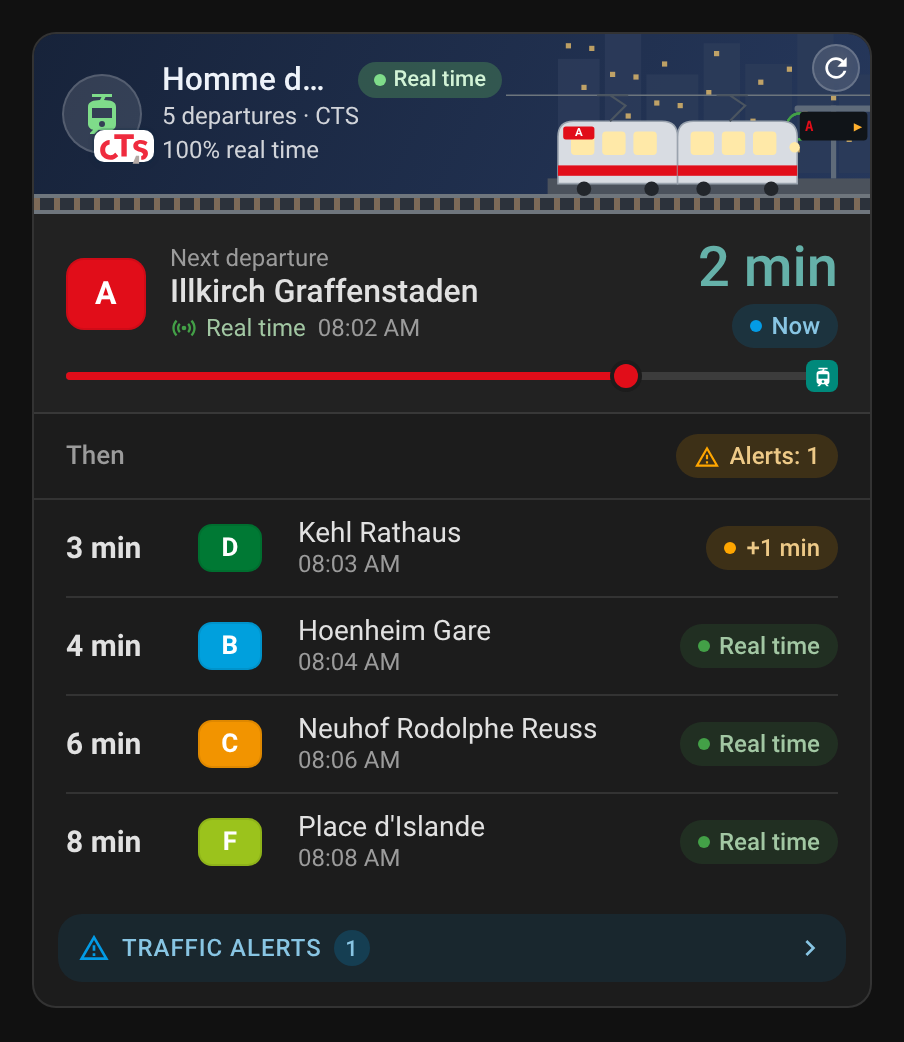 Homme d...
Real time
5 departures · CTS
100% real time
CTS
A
A
A
Next departure
Illkirch Graffenstaden
Real time 08:02 AM
2 min
Now
Then
Alerts: 1
3 min
D
Kehl Rathaus
08:03 AM
+1 min
4 min
B
Hoenheim Gare
08:04 AM
Real time
6 min
C
Neuhof Rodolphe Reuss
08:06 AM
Real time
8 min
F
Place d'Islande
08:08 AM
Real time
TRAFFIC ALERTS 1